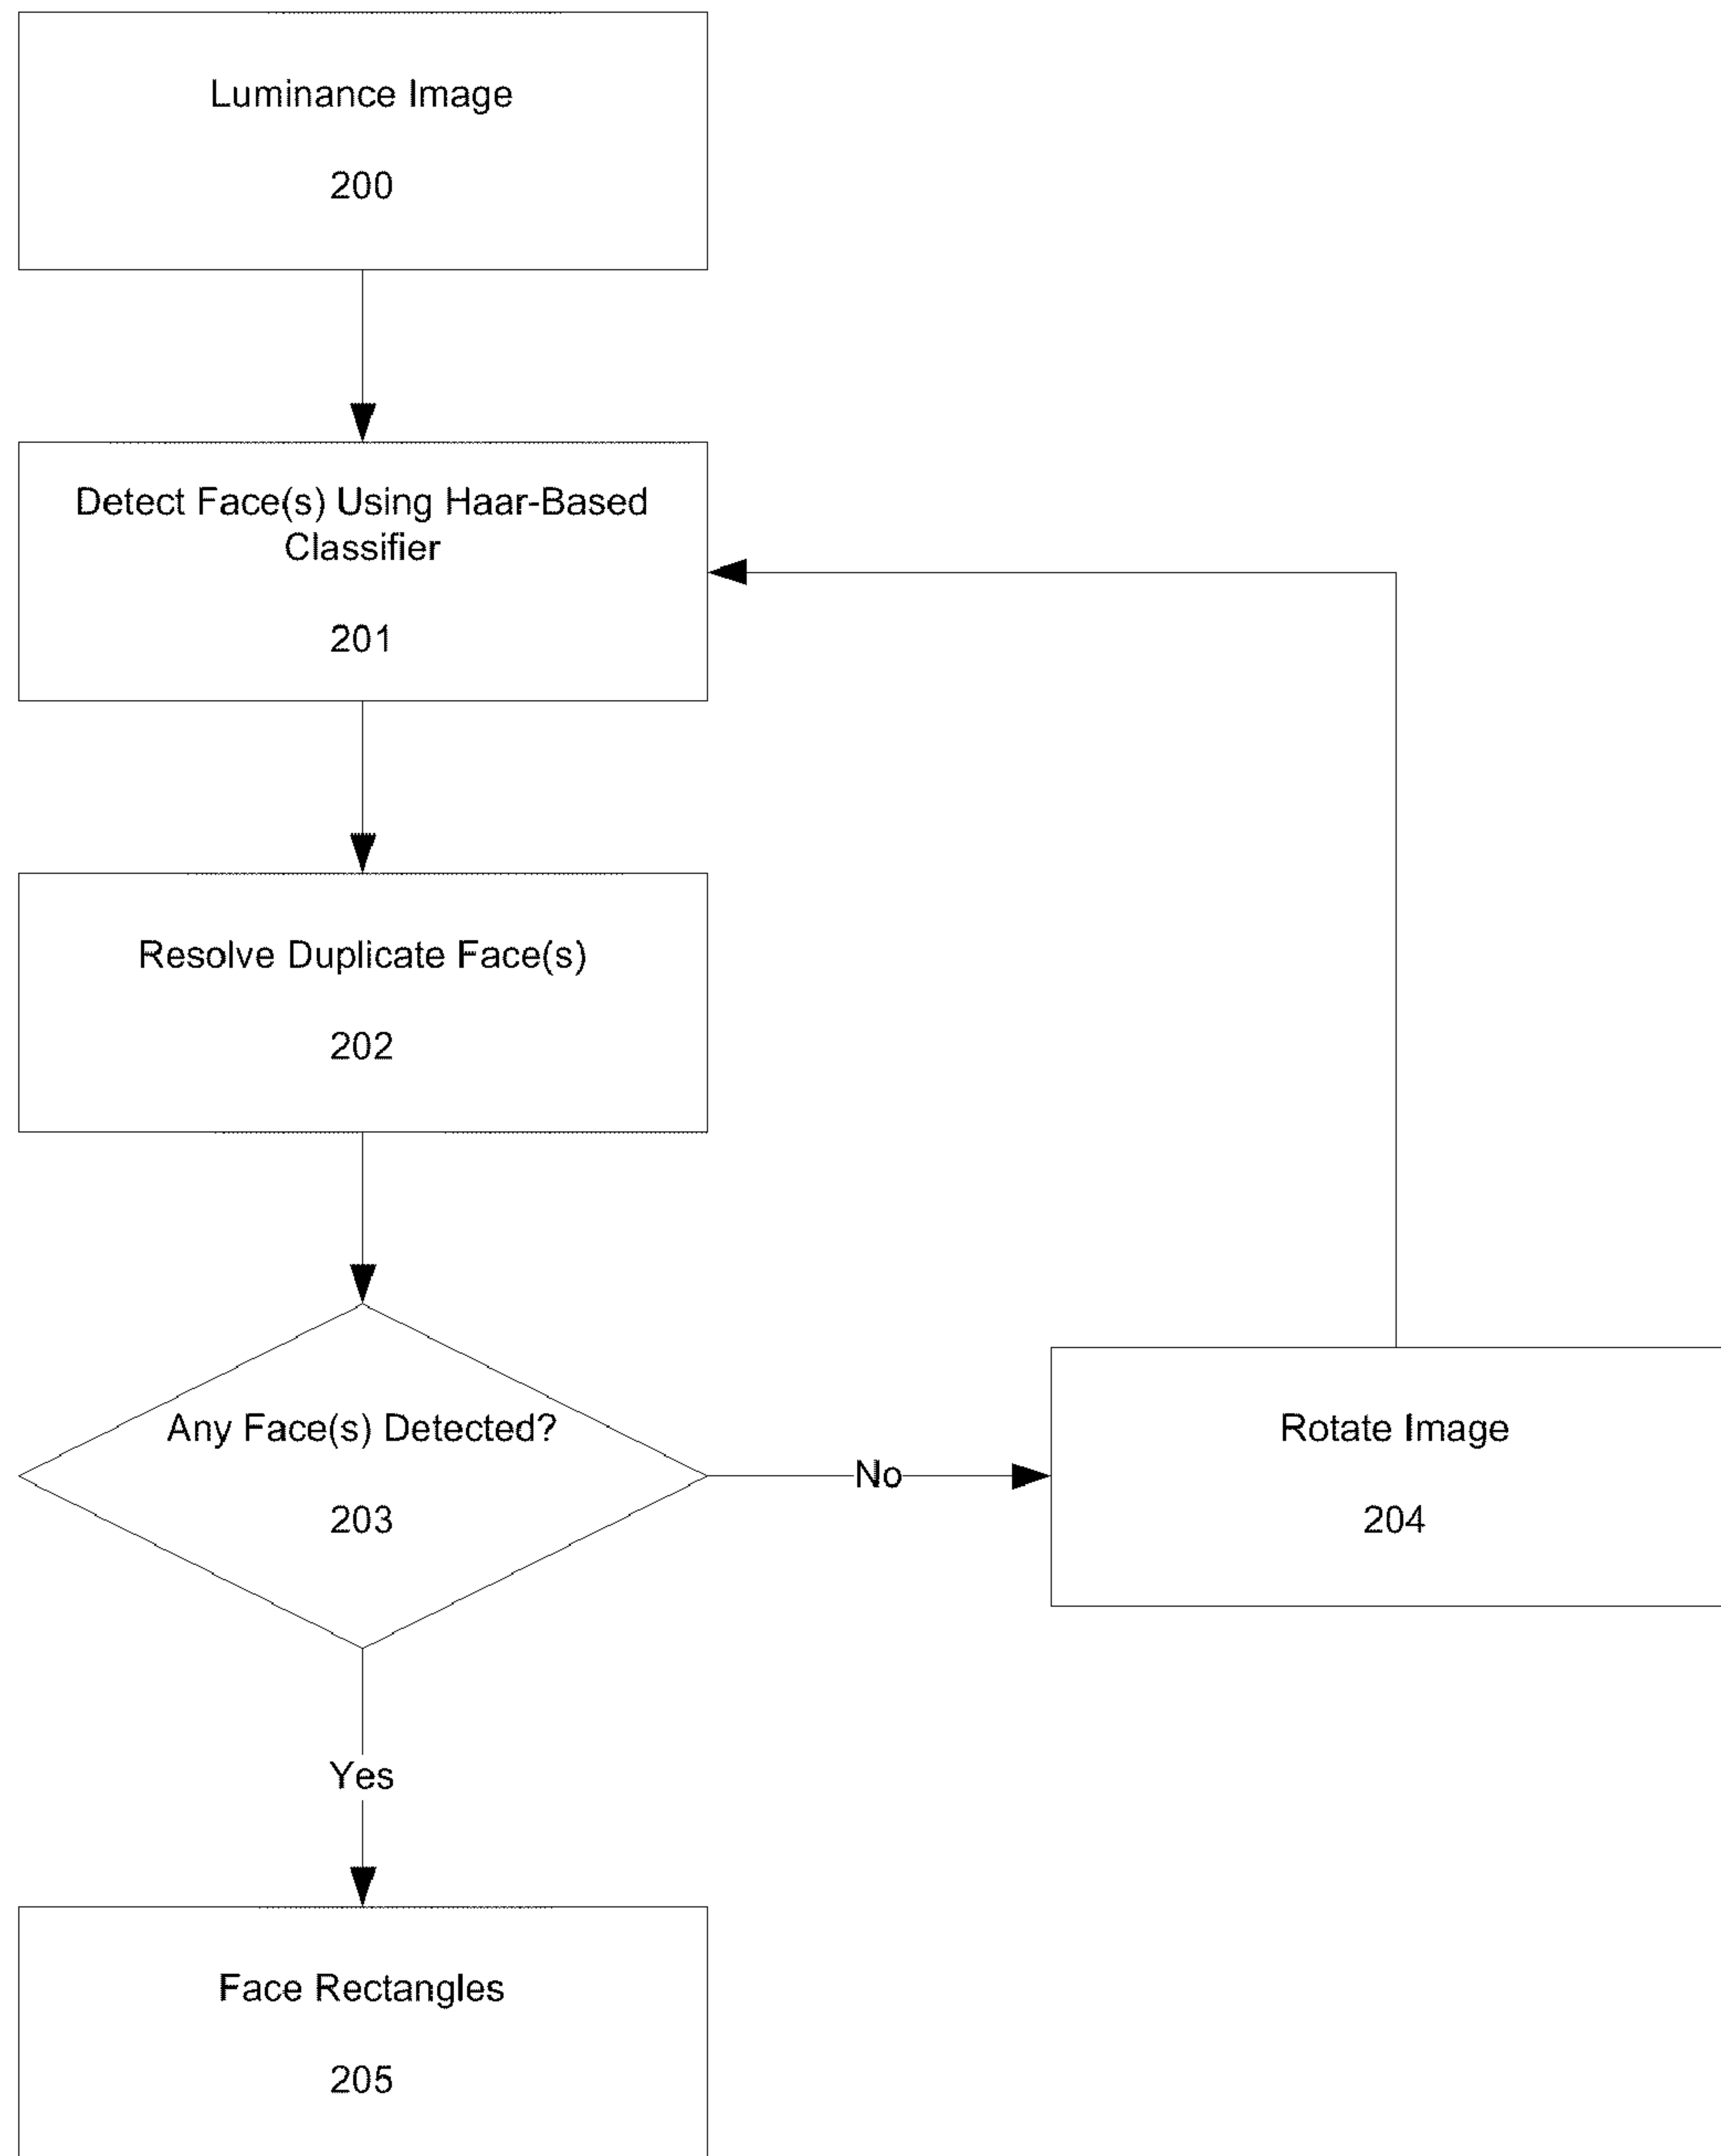 Luminance Image
200
Detect Face(s) Using Haar-Based
Classifier
201
Resolve Duplicate Face(s)
202
Any Face(s) Detected?
203
No
Rotate Image
204
Yes
Face Rectangles
205